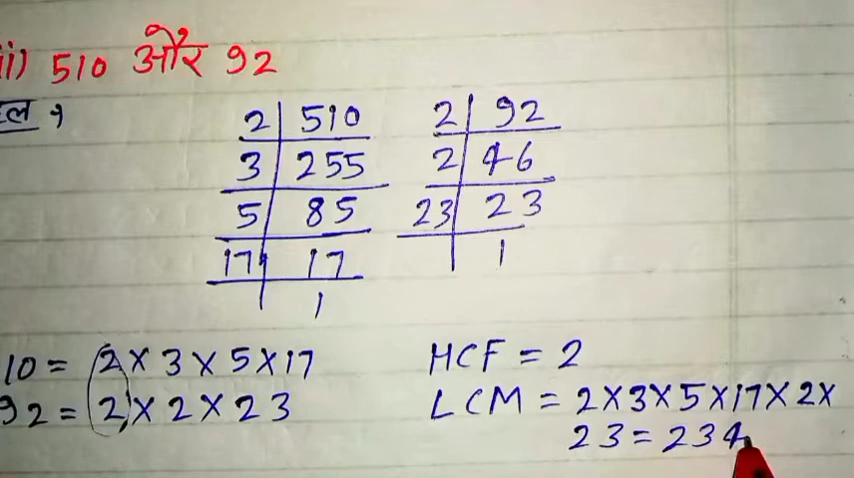 ii) 510 और 92
हल
2 | 510
3 | 255
5 | 85
17 | 17
1
2 | 92
2 | 46
23 | 23
1
10 = 2 × 3 × 5 × 17
92 = 2 × 2 × 23
HCF = 2
LCM = 2 × 3 × 5 × 17 × 2 ×
23 = 234